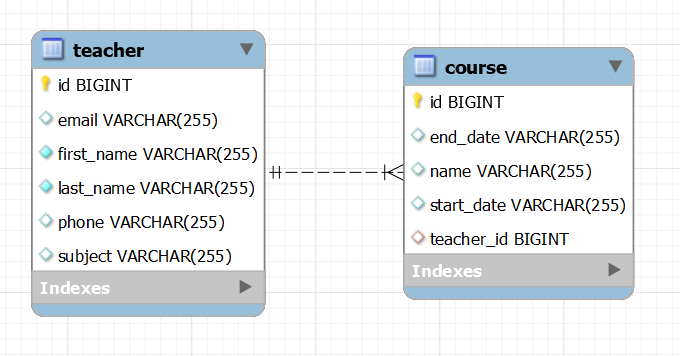 teacher
id BIGINT
email VARCHAR(255)
first_name VARCHAR(255)
last_name VARCHAR(255)
phone VARCHAR(255)
subject VARCHAR(255)
Indexes
course
id BIGINT
end_date VARCHAR(255)
name VARCHAR(255)
start_date VARCHAR(255)
teacher_id BIGINT
Indexes